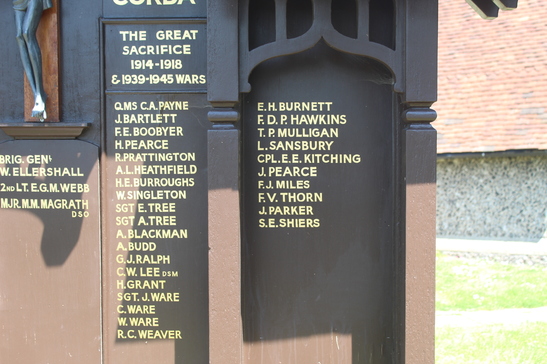 CORBA
THE GREAT
SACRIFICE
1914-1918
& 1939-1945 WARS
BRIG. GENL
W. ELLERSHALL
2ND LT. E.G.M. WEBB
MJR. M.M. MAGRATH
DSO
Q.MS C.A. PAYNE
J. BARTLETT
F.E. BOOBYER
H. PEARCE
R. PRATTINGTON
A.L. HEATHFIELD
H.E. BURROUGHS
W. SINGLETON
SGT E. TREE
SGT A. TREE
A. BLACKMAN
A. BUDD
G.J. RALPH
C.W. LEE DSM
H. GRANT
SGT. J. WARE
C. WARE
W. WARE
R.C. WEAVER
E.H. BURNETT
F.D.P. HAWKINS
T.P. MULLIGAN
L. SANSBURY
CPL. E.E. KITCHING
J. PEARCE
F.J. MILES
F.V. THORN
J. PARKER
S.E. SHIERS